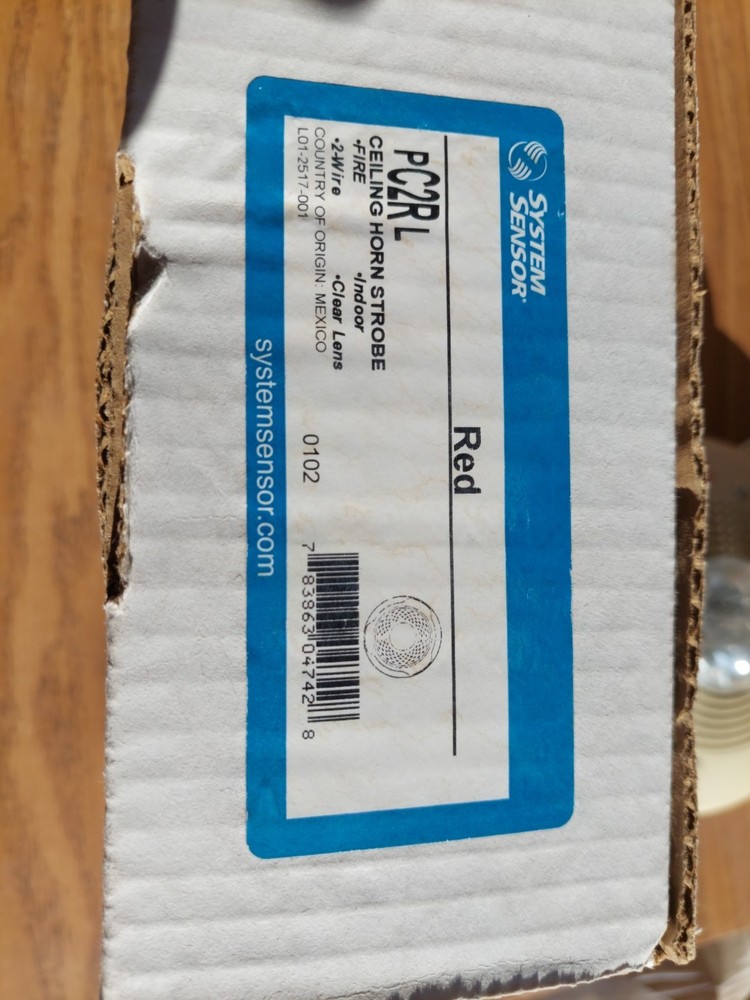 SYSTEM
SENSOR®
Red
PC2RL
CEILING HORN STROBE
•FIRE •Indoor
•2-Wire •Clear Lens
COUNTRY OF ORIGIN: MEXICO
L01-2517-001
0102
7 83863 04742 8
systemsensor.com